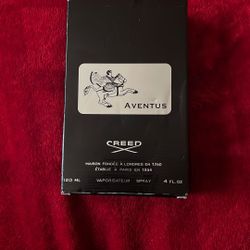 AVENTUS
CREED
MAISON FONDÉE À LONDRES EN 1760
ÉTABLIE À PARIS EN 1854
120 ML VAPORISATEUR SPRAY 4 FL.OZ